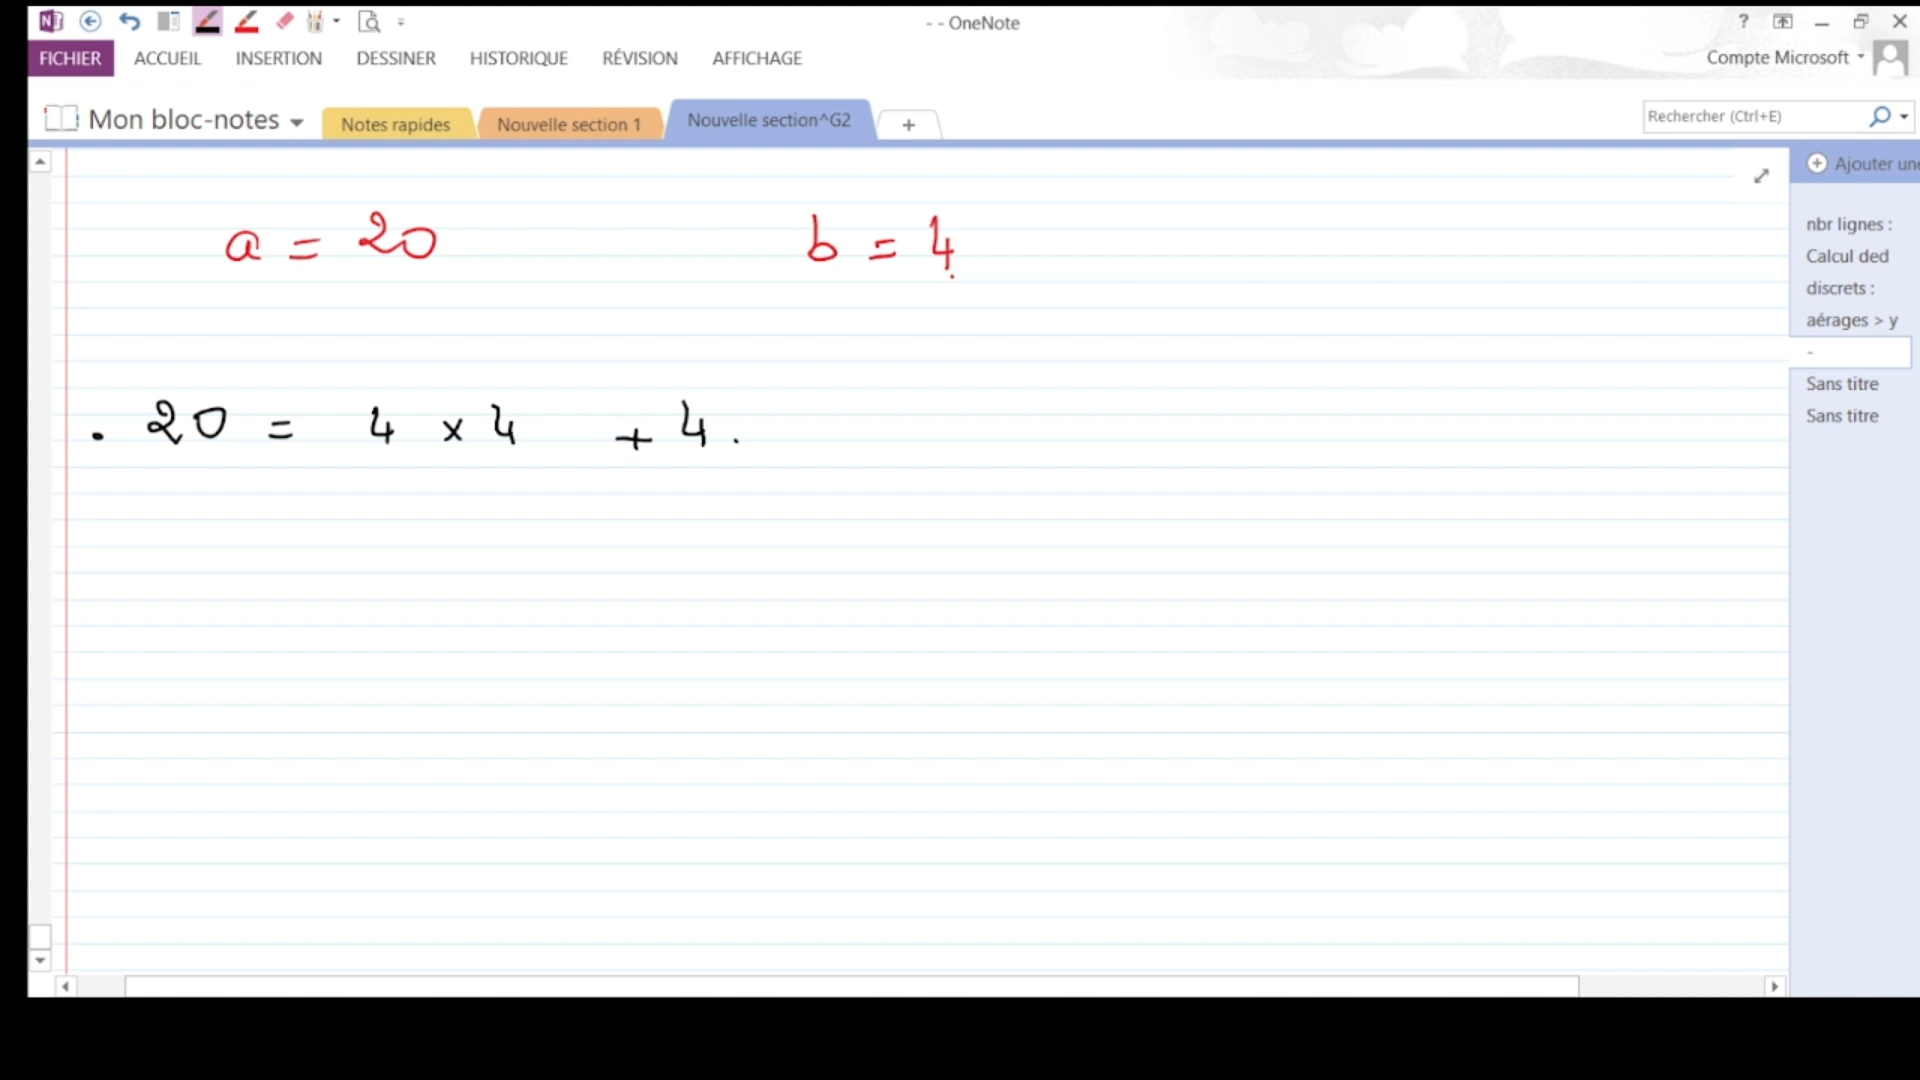 - - OneNote
?
FICHIER ACCUEIL INSERTION DESSINER HISTORIQUE RÉVISION AFFICHAGE Compte Microsoft
Mon bloc-notes Notes rapides Nouvelle section 1 Nouvelle section^G2 + Rechercher (Ctrl+E)
Ajouter une
a = 20 b = 4
nbr lignes :
Calcul ded
discrets :
aérages > y
-
Sans titre
Sans titre
. 20 = 4 x 4 + 4 .